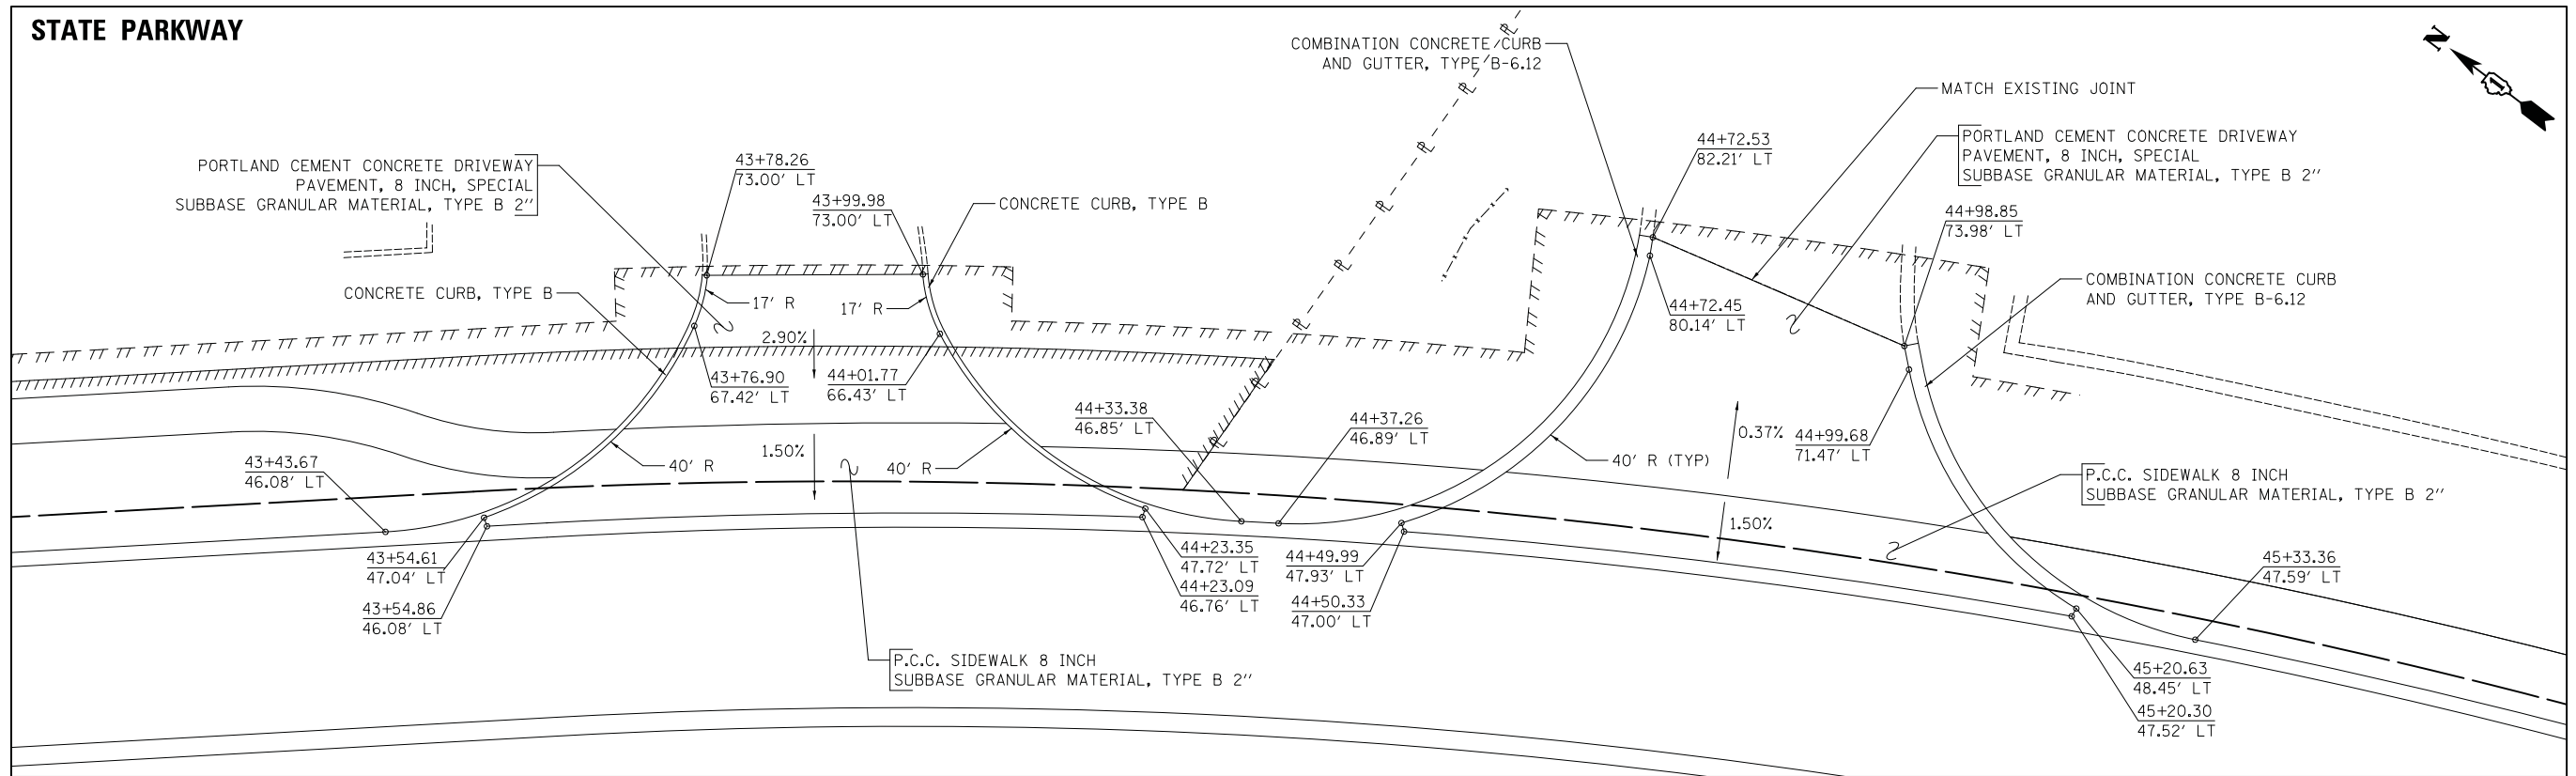 STATE PARKWAY
COMBINATION CONCRETE CURB
AND GUTTER, TYPE B-6.12
N
MATCH EXISTING JOINT
PORTLAND CEMENT CONCRETE DRIVEWAY
PAVEMENT, 8 INCH, SPECIAL
SUBBASE GRANULAR MATERIAL, TYPE B 2''
43+78.26
73.00' LT
43+99.98
73.00' LT
CONCRETE CURB, TYPE B
44+72.53
82.21' LT
PORTLAND CEMENT CONCRETE DRIVEWAY
PAVEMENT, 8 INCH, SPECIAL
SUBBASE GRANULAR MATERIAL, TYPE B 2''
44+98.85
73.98' LT
CONCRETE CURB, TYPE B
17' R
17' R
2.90%
44+72.45
80.14' LT
COMBINATION CONCRETE CURB
AND GUTTER, TYPE B-6.12
43+76.90
67.42' LT
44+01.77
66.43' LT
44+33.38
46.85' LT
44+37.26
46.89' LT
0.37%
44+99.68
71.47' LT
43+43.67
46.08' LT
40' R
1.50%
40' R
40' R (TYP)
P.C.C. SIDEWALK 8 INCH
SUBBASE GRANULAR MATERIAL, TYPE B 2''
1.50%
43+54.61
47.04' LT
43+54.86
46.08' LT
44+23.35
47.72' LT
44+23.09
46.76' LT
44+49.99
47.93' LT
44+50.33
47.00' LT
45+33.36
47.59' LT
P.C.C. SIDEWALK 8 INCH
SUBBASE GRANULAR MATERIAL, TYPE B 2''
45+20.63
48.45' LT
45+20.30
47.52' LT